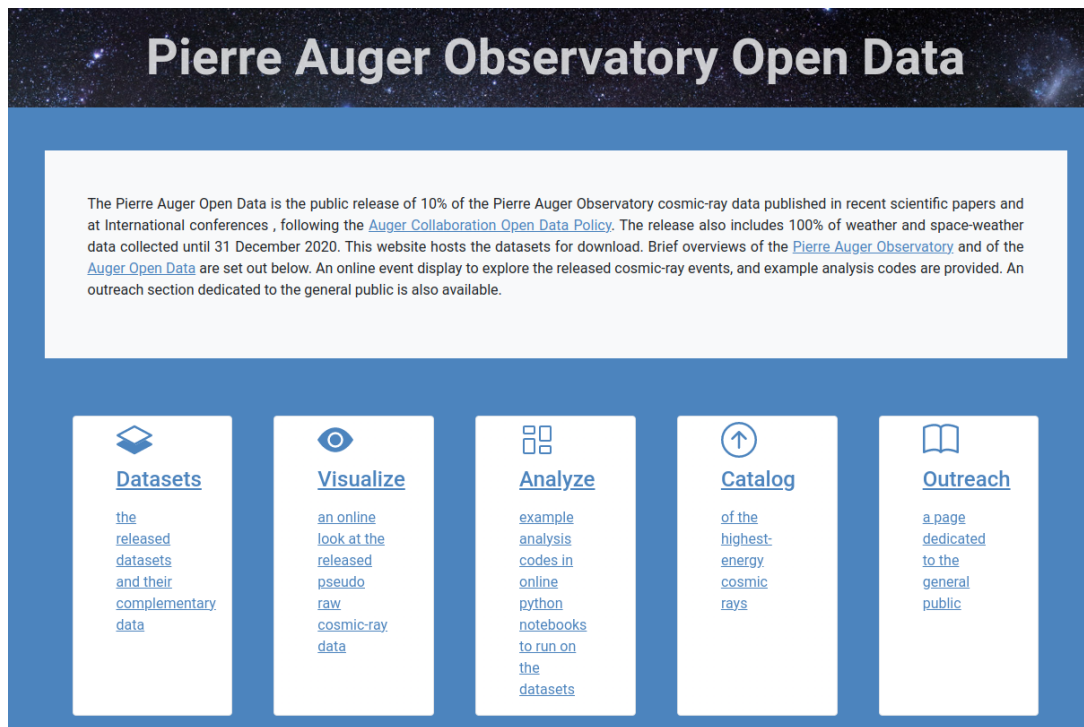 Pierre Auger Observatory Open Data
The Pierre Auger Open Data is the public release of 10% of the Pierre Auger Observatory cosmic-ray data published in recent scientific papers and
at International conferences , following the Auger Collaboration Open Data Policy. The release also includes 100% of weather and space-weather
data collected until 31 December 2020. This website hosts the datasets for download. Brief overviews of the Pierre Auger Observatory and of the
Auger Open Data are set out below. An online event display to explore the released cosmic-ray events, and example analysis codes are provided. An
outreach section dedicated to the general public is also available.
Datasets
the
released
datasets
and their
complementary
data
Visualize
an online
look at the
released
pseudo
raw
cosmic-ray
data
Analyze
example
analysis
codes in
online
python
notebooks
to run on
the
datasets
Catalog
of the
highest-
energy
cosmic
rays
Outreach
a page
dedicated
to the
general
public